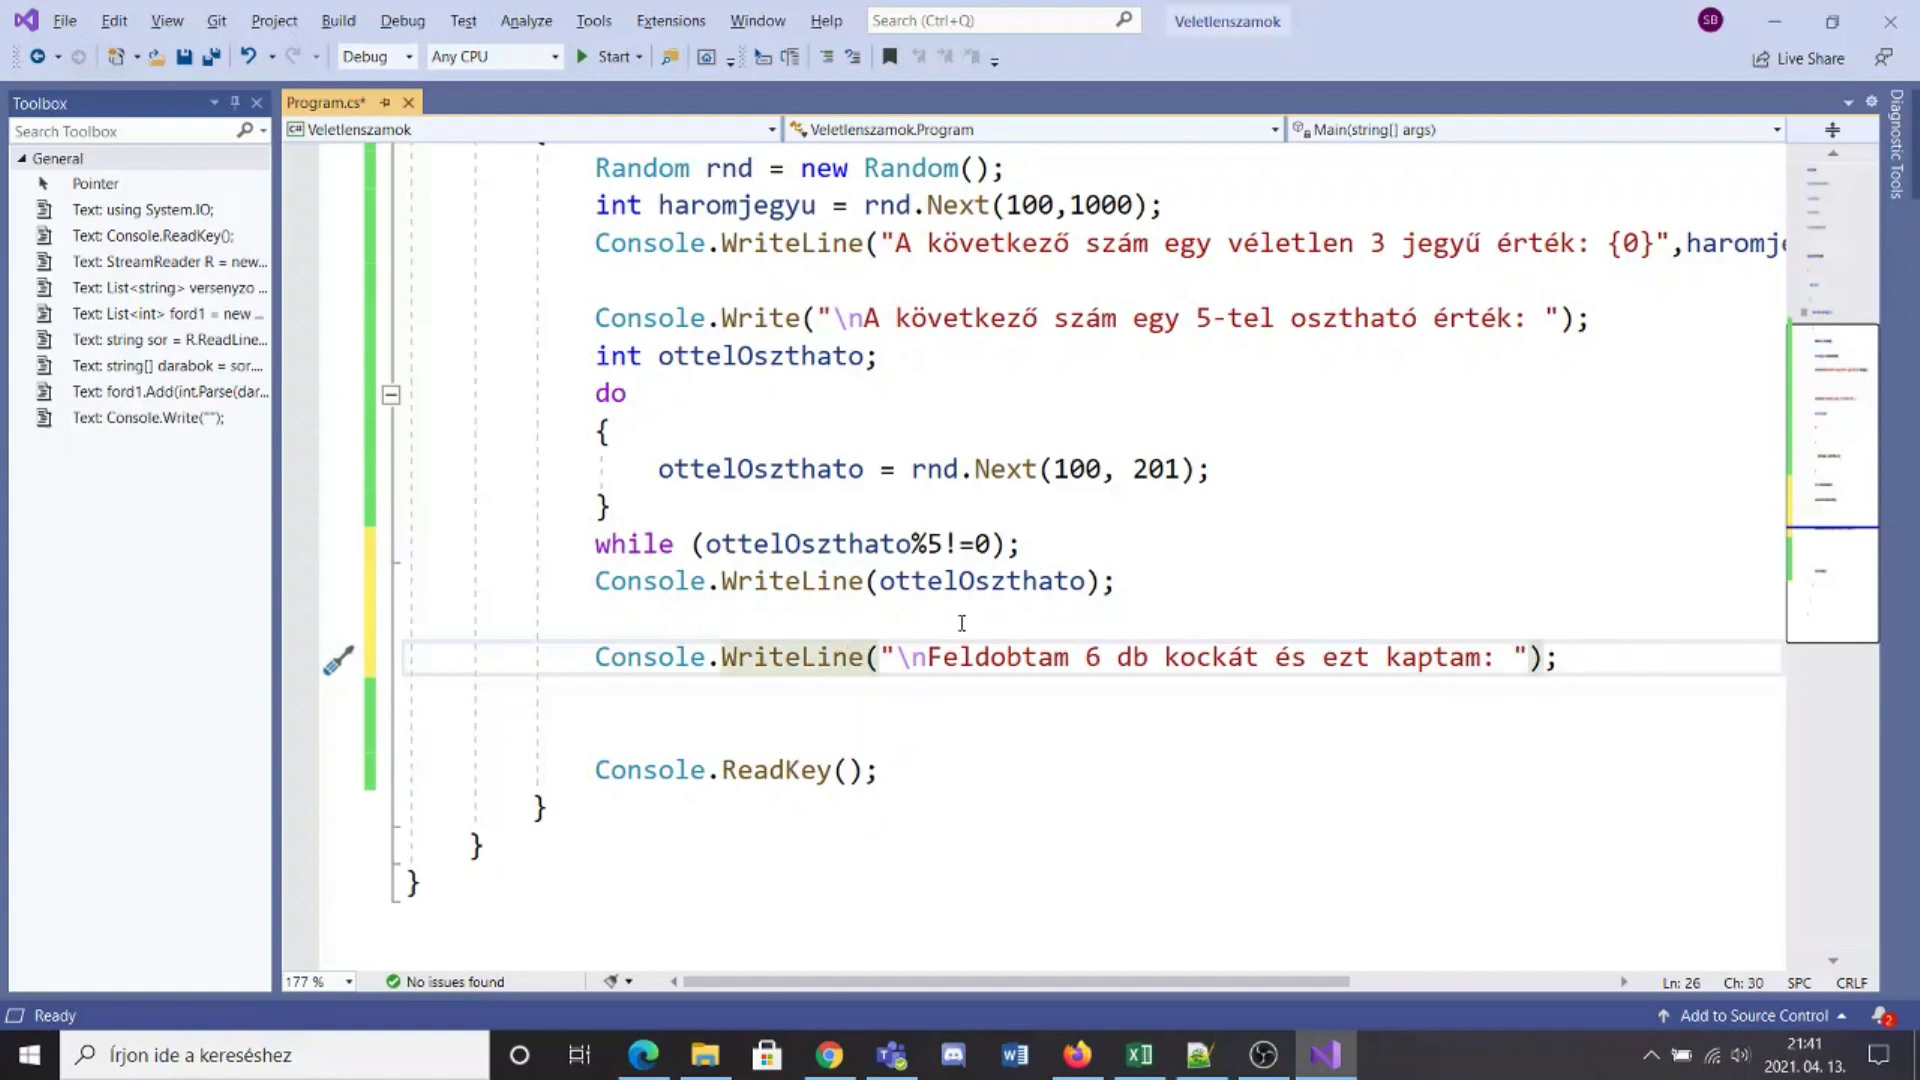 File Edit View Git Project Build Debug Test Analyze Tools Extensions Window Help Search (Ctrl+Q) Veletlenszamok SB
Debug Any CPU Start Live Share
Toolbox
Program.cs*
Search Toolbox
C# Veletlenszamok Veletlenszamok.Program Main(string[] args)
Diagnostic Tools
General
Pointer
Text: using System.IO;
Text: Console.ReadKey();
Text: StreamReader R = new...
Text: List<string> versenyzo ...
Text: List<int> ford1 = new ...
Text: string sor = R.ReadLine...
Text: string[] darabok = sor....
Text: ford1.Add(int.Parse(dar...
Text: Console.Write("");
Random rnd = new Random();
int haromjegyu = rnd.Next(100,1000);
Console.WriteLine("A következő szám egy véletlen 3 jegyű érték: {0}",haromje
Console.Write("\nA következő szám egy 5-tel osztható érték: ");
int ottelOszthato;
do
{
ottelOszthato = rnd.Next(100, 201);
}
while (ottelOszthato%5!=0);
Console.WriteLine(ottelOszthato);
Console.WriteLine("\nFeldobtam 6 db kockát és ezt kaptam: ");
Console.ReadKey();
}
}
}
177 % No issues found Ln: 26 Ch: 30 SPC CRLF
Ready Add to Source Control 2
Írjon ide a kereséshez
21:41
2021. 04. 13.